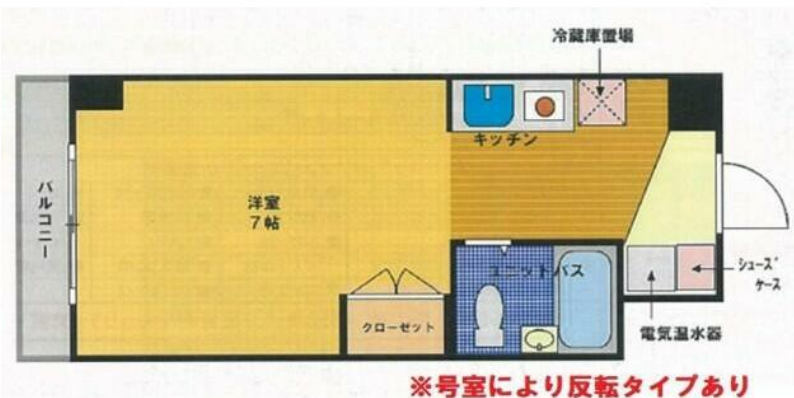 冷蔵庫置場
キッチン
バルコニー
洋室
7帖
ユニットバス
シューズ
ケース
クローゼット
電気温水器
※号室により反転タイプあり